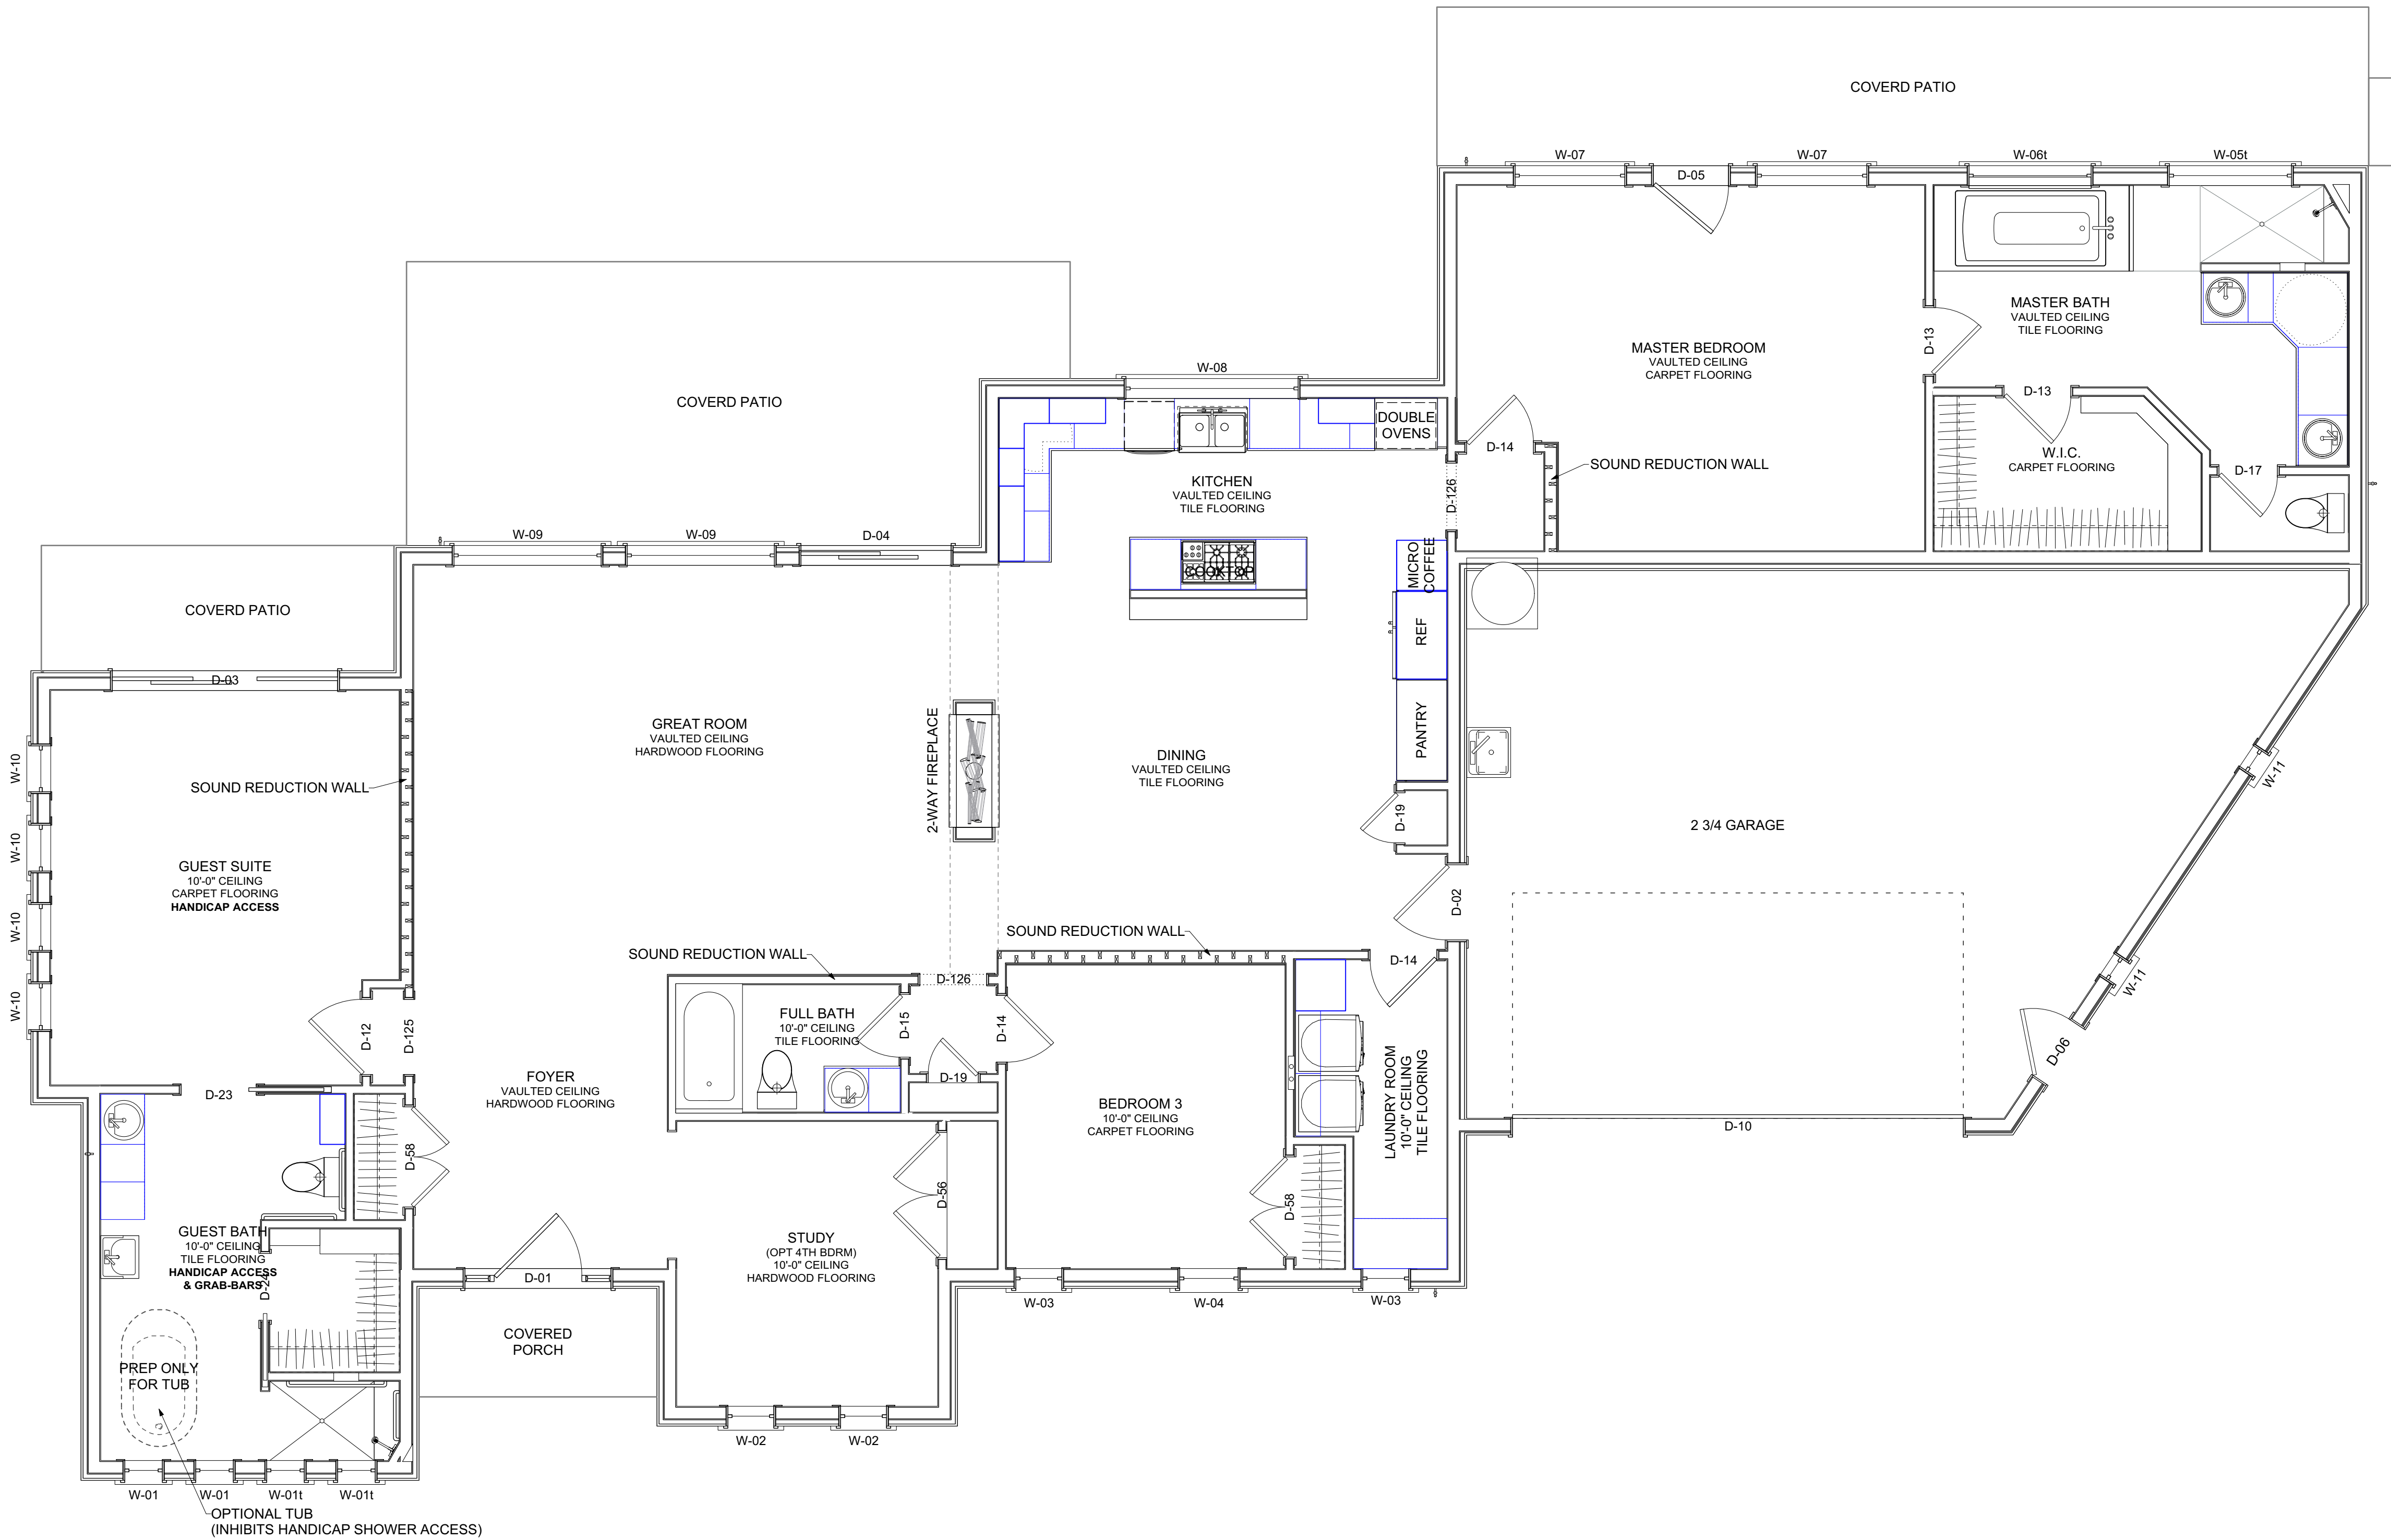 COVERD PATIO
W-07
W-07
W-06t
W-05t
D-05
MASTER BATH
VAULTED CEILING
TILE FLOORING
D-13
MASTER BEDROOM
VAULTED CEILING
CARPET FLOORING
W-08
D-13
COVERD PATIO
DOUBLE
OVENS
D-14
W.I.C.
CARPET FLOORING
SOUND REDUCTION WALL
D-17
KITCHEN
VAULTED CEILING
TILE FLOORING
D-126
W-09
W-09
D-04
MICRO
COFFEE
COOKTOP
COVERD PATIO
REF
D-03
GREAT ROOM
VAULTED CEILING
HARDWOOD FLOORING
PANTRY
2-WAY FIREPLACE
DINING
VAULTED CEILING
TILE FLOORING
W-10
SOUND REDUCTION WALL
W-11
D-19
2 3/4 GARAGE
W-10
GUEST SUITE
10'-0" CEILING
CARPET FLOORING
HANDICAP ACCESS
D-02
W-10
SOUND REDUCTION WALL
SOUND REDUCTION WALL
D-14
D-126
W-11
W-10
FULL BATH
10'-0" CEILING
TILE FLOORING
D-15
D-14
D-12
D-125
D-06
D-19
FOYER
VAULTED CEILING
HARDWOOD FLOORING
D-23
BEDROOM 3
10'-0" CEILING
CARPET FLOORING
LAUNDRY ROOM
10'-0" CEILING
TILE FLOORING
D-10
D-58
D-56
D-58
GUEST BATH
10'-0" CEILING
TILE FLOORING
HANDICAP ACCESS
& GRAB-BARS
D-24
STUDY
(OPT 4TH BDRM)
10'-0" CEILING
HARDWOOD FLOORING
D-01
W-03
W-04
W-03
COVERED
PORCH
PREP ONLY
FOR TUB
W-02
W-02
W-01
W-01
W-01t
W-01t
OPTIONAL TUB
(INHIBITS HANDICAP SHOWER ACCESS)